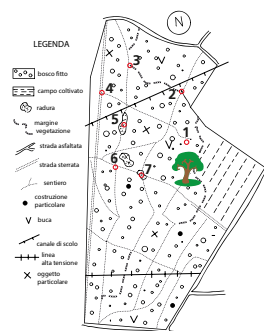 N
LEGENDA
bosco fitto
campo coltivato
radura
margine
vegetazione
strada asfaltata
strada sterrata
sentiero
costruzione
particolare
buca
canale di scolo
linea
alta tensione
oggetto
particolare
3
4
2
5
1
6
7